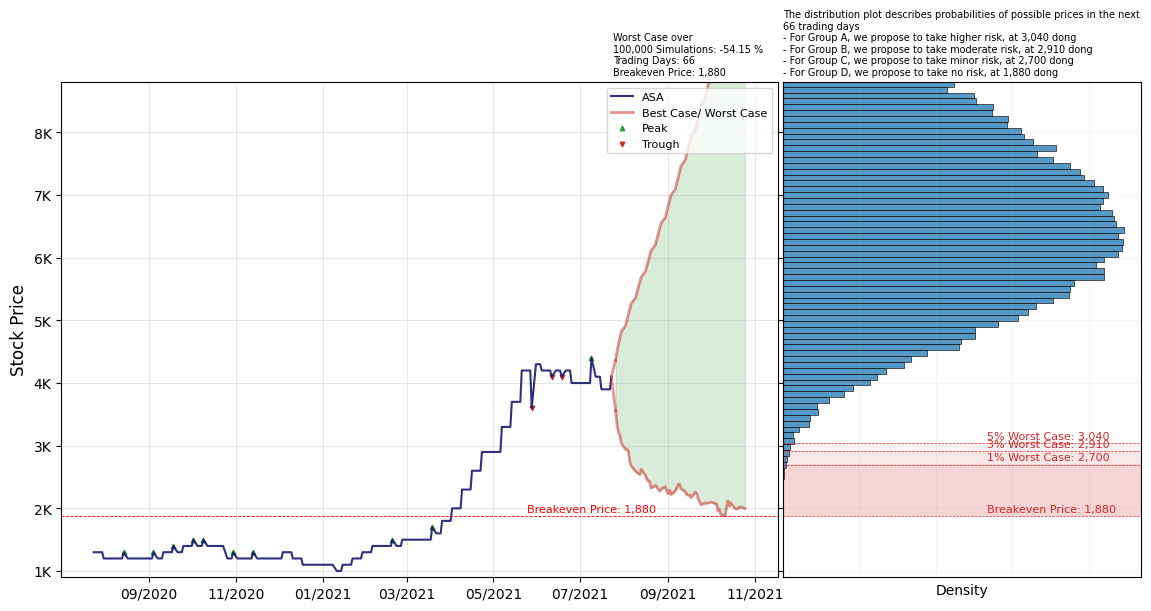 The distribution plot describes probabilities of possible prices in the next
66 trading days
- For Group A, we propose to take higher risk, at 3,040 dong
- For Group B, we propose to take moderate risk, at 2,910 dong
- For Group C, we propose to take minor risk, at 2,700 dong
- For Group D, we propose to take no risk, at 1,880 dong
Worst Case over
100,000 Simulations: -54.15 %
Trading Days: 66
Breakeven Price: 1,880
ASA
Best Case/ Worst Case
Peak
Trough
Stock Price
8K
7K
6K
5K
4K
3K
2K
1K
Breakeven Price: 1,880
5% Worst Case: 3,040
3% Worst Case: 2,910
1% Worst Case: 2,700
Breakeven Price: 1,880
09/2020 11/2020 01/2021 03/2021 05/2021 07/2021 09/2021 11/2021
Density